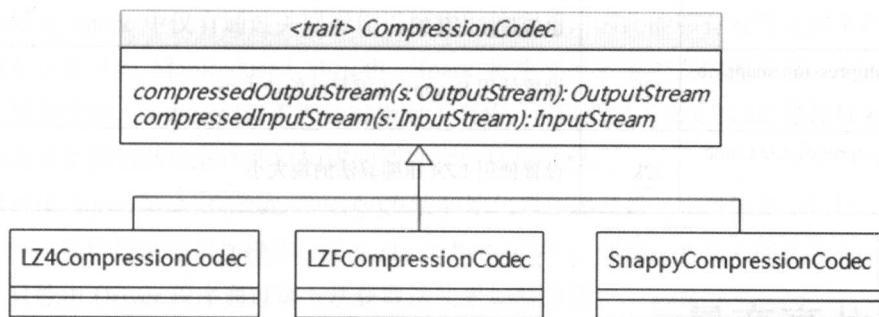 <trait> CompressionCodec
compressedOutputStream(s: OutputStream): OutputStream
compressedInputStream(s: InputStream): InputStream
LZ4CompressionCodec
LZFCompressionCodec
SnappyCompressionCodec